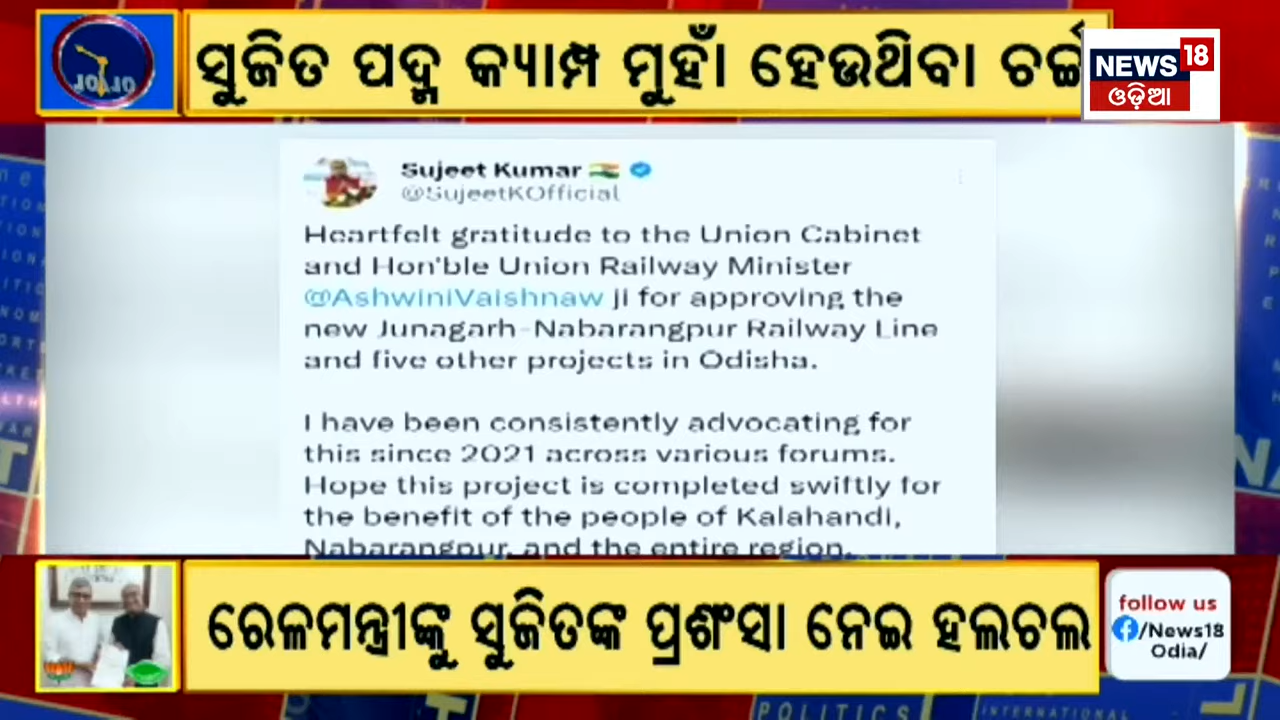 ସୁଜିତ ପଦ୍ମ କ୍ୟାମ୍ପ ମୁହାଁ ହେଉଥିବା ଚର୍ଚ୍ଚା
NEWS 18
ଓଡ଼ିଆ
Sujeet Kumar
@SujeetKOfficial
Heartfelt gratitude to the Union Cabinet
and Hon'ble Union Railway Minister
@AshwiniVaishnaw ji for approving the
new Junagarh-Nabarangpur Railway Line
and five other projects in Odisha.
I have been consistently advocating for
this since 2021 across various forums.
Hope this project is completed swiftly for
the benefit of the people of Kalahandi,
Nabarangpur, and the entire region.
ରେଳମନ୍ତ୍ରୀଙ୍କୁ ସୁଜିତଙ୍କ ପ୍ରଶଂସା ନେଇ ହଲଚଲ
follow us
/News18
Odia/
POLITICS
INTERNATIONAL